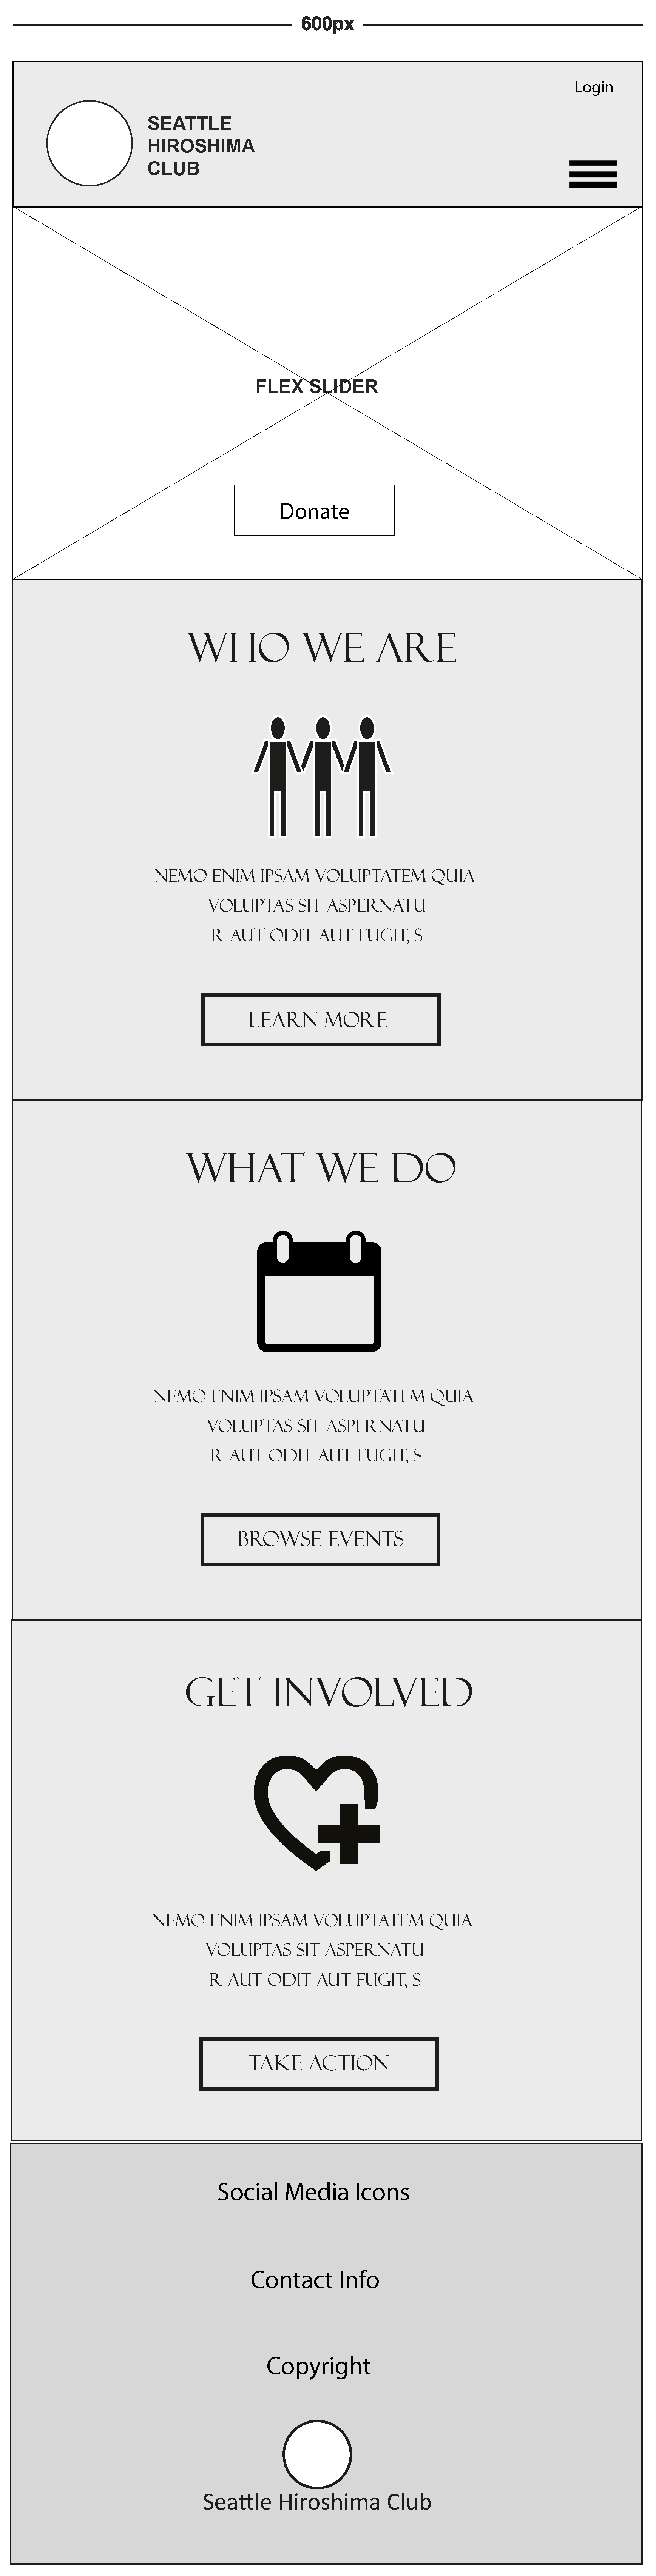 600px
Login
SEATTLE
HIROSHIMA
CLUB
FLEX SLIDER
Donate
WHO WE ARE
NEMO ENIM IPSAM VOLUPTATEM QUIA
VOLUPTAS SIT ASPERNATU
R AUT ODIT AUT FUGIT, S
LEARN MORE
WHAT WE DO
NEMO ENIM IPSAM VOLUPTATEM QUIA
VOLUPTAS SIT ASPERNATU
R AUT ODIT AUT FUGIT, S
BROWSE EVENTS
GET INVOLVED
NEMO ENIM IPSAM VOLUPTATEM QUIA
VOLUPTAS SIT ASPERNATU
R AUT ODIT AUT FUGIT, S
TAKE ACTION
Social Media Icons
Contact Info
Copyright
Seattle Hiroshima Club